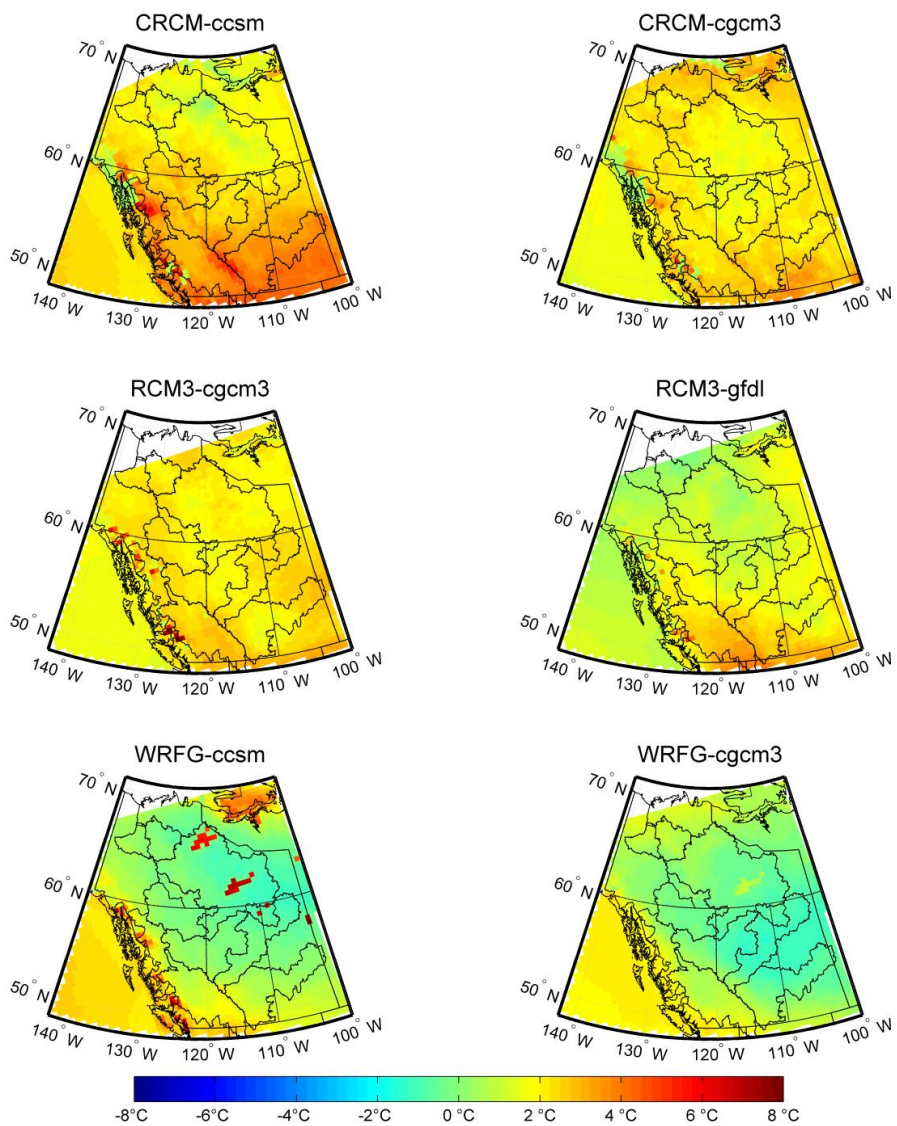 CRCM-ccsm
CRCM-cgcm3
70° N
60° N
50° N
140° W
130° W
120° W
110° W
100° W
70° N
60° N
50° N
140° W
130° W
120° W
110° W
100° W
RCM3-cgcm3
RCM3-gfdl
70° N
60° N
50° N
140° W
130° W
120° W
110° W
100° W
70° N
60° N
50° N
140° W
130° W
120° W
110° W
100° W
WRFG-ccsm
WRFG-cgcm3
70° N
60° N
50° N
140° W
130° W
120° W
110° W
100° W
70° N
60° N
50° N
140° W
130° W
120° W
110° W
100° W
-8°C -6°C -4°C -2°C 0 °C 2 °C 4 °C 6 °C 8 °C